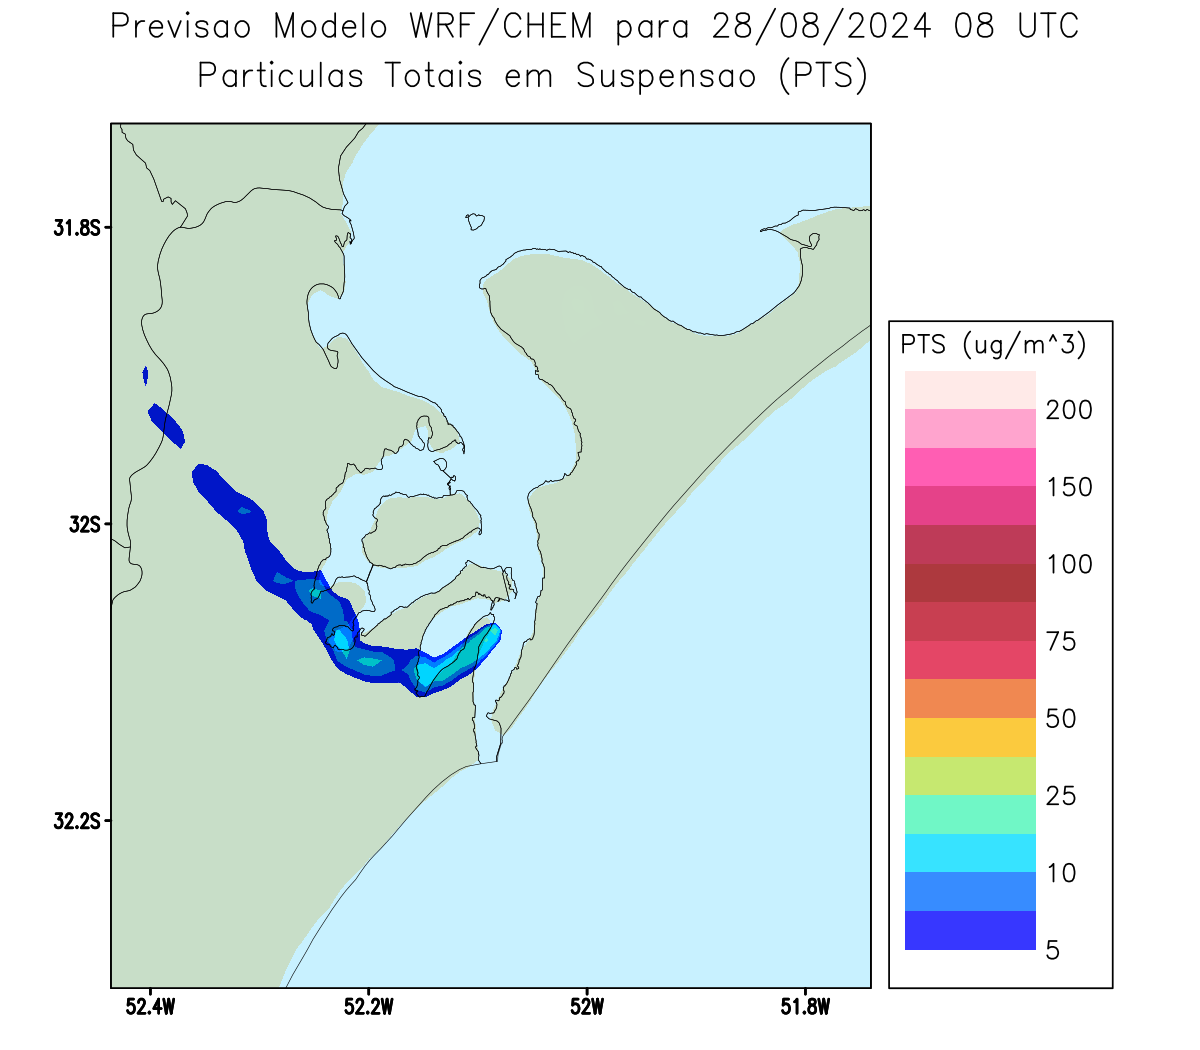 Previsao Modelo WRF/CHEM para 28/08/2024 08 UTC
Particulas Totais em Suspensao (PTS)
31.8S
32S
32.2S
52.4W
52.2W
52W
51.8W
PTS (ug/m^3)
200
150
100
75
50
25
10
5